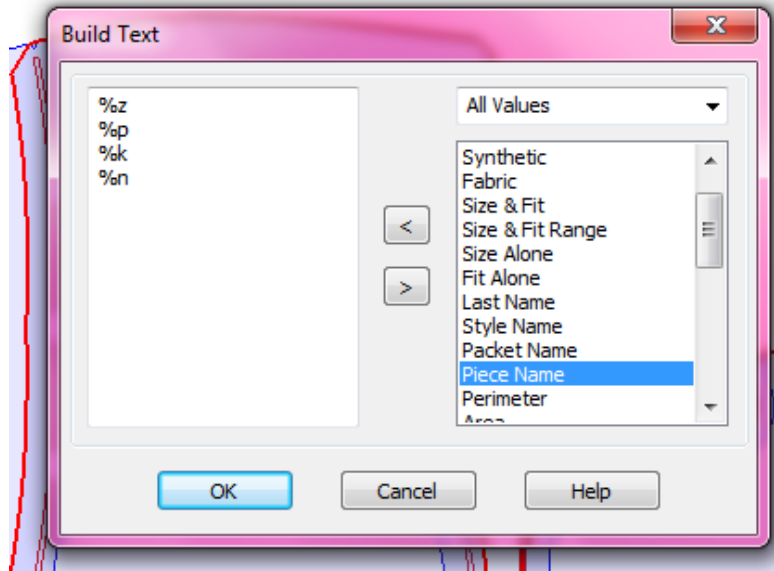 Build Text
%z
%p
%k
%n
<
>
All Values
Synthetic
Fabric
Size & Fit
Size & Fit Range
Size Alone
Fit Alone
Last Name
Style Name
Packet Name
Piece Name
Perimeter
Area
OK
Cancel
Help